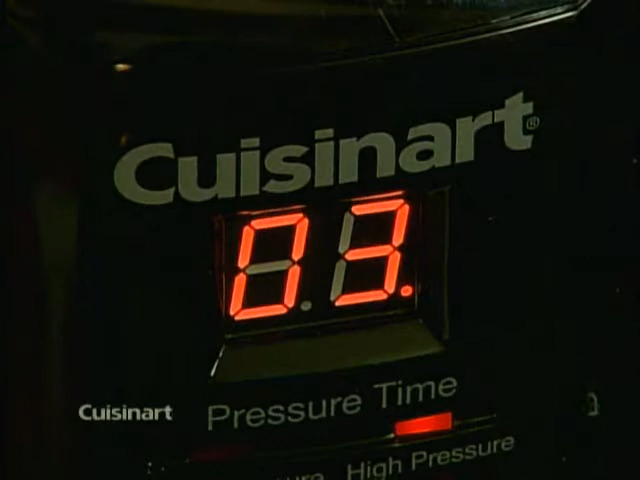 Cuisinart®
03.
Cuisinart
Pressure Time
High Pressure